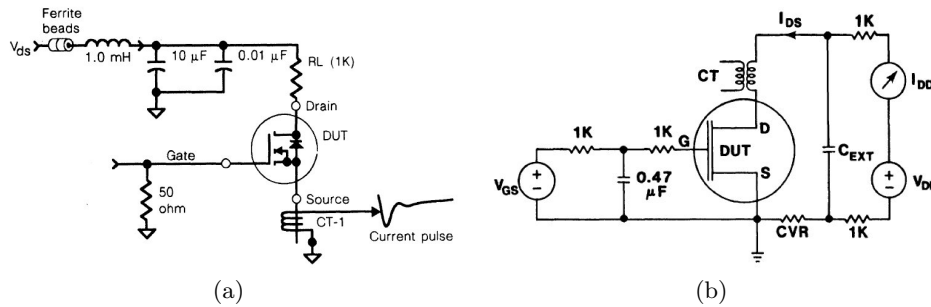 Ferrite
beads
Vds
1.0 mH
10 μF
0.01 μF
RL (1K)
Drain
DUT
Gate
50
ohm
Source
CT-1
Current pulse
(a)
IDS
1K
CT
IDD
1K
1K
G
D
DUT
S
CEXT
VGS
0.47
μF
CVR
1K
(b)